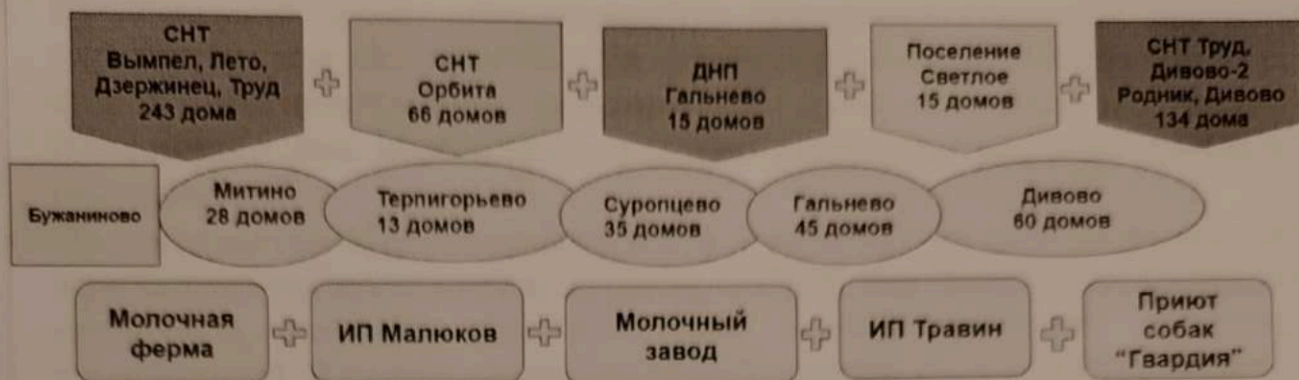 СНТ
Вымпел, Лето,
Дзержинец, Труд
243 дома
СНТ
Орбита
66 домов
ДНП
Гальнево
15 домов
Поселение
Светлое
15 домов
СНТ Труд,
Дивово-2
Родник, Дивово
134 дома
Бужаниново
Митино
28 домов
Терпигорьево
13 домов
Суропцево
35 домов
Гальнево
45 домов
Дивово
60 домов
Молочная
ферма
ИП Малюков
Молочный
завод
ИП Травин
Приют
собак
"Гвардия"